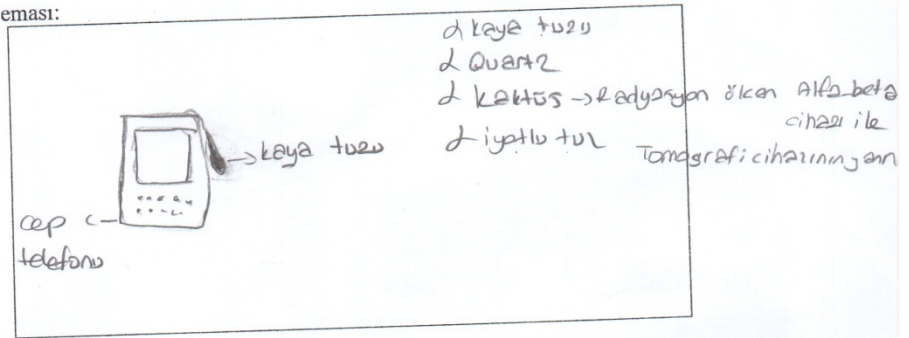 eması:
kaya tuzu
Quartz
kaktüs → Radyasyon ölçen Alfa beta
cihazı ile
iyotlu tuz
Tomografi cihazının yanı
→ kaya tuzu
cep
telefonu